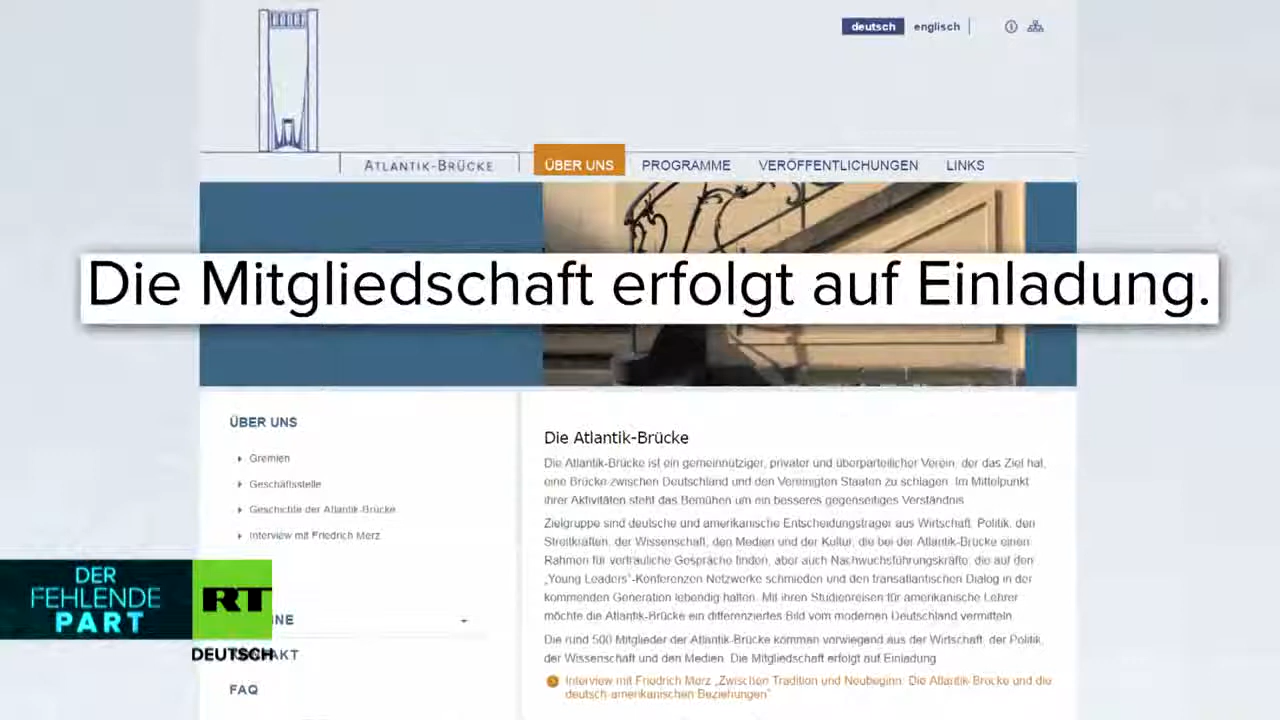 deutsch englisch
ATLANTIK-BRÜCKE ÜBER UNS PROGRAMME VERÖFFENTLICHUNGEN LINKS
Die Mitgliedschaft erfolgt auf Einladung.
ÜBER UNS
Gremien
Geschäftsstelle
Geschichte der Atlantik-Brücke
Interview mit Friedrich Merz
INE
AKT
FAQ
Die Atlantik-Brücke
Die Atlantik-Brücke ist ein gemeinnütziger, privater und überparteilicher Verein, der das Ziel hat,
eine Brücke zwischen Deutschland und den Vereinigten Staaten zu schlagen. Im Mittelpunkt
ihrer Aktivitäten steht das Bemühen um ein besseres gegenseitiges Verständnis
Zielgruppe sind deutsche und amerikanische Entscheidungsträger aus Wirtschaft, Politik, den
Streitkräften, der Wissenschaft, den Medien und der Kultur, die bei der Atlantik-Brücke einen
Rahmen für vertrauliche Gespräche finden, aber auch Nachwuchsführungskräfte, die auf den
„Young Leaders"-Konferenzen Netzwerke schmieden und den transatlantischen Dialog in der
kommenden Generation lebendig halten. Mit ihren Studienreisen für amerikanische Lehrer
möchte die Atlantik-Brücke ein differenziertes Bild vom modernen Deutschland vermitteln.
Die rund 500 Mitglieder der Atlantik-Brücke kommen vorwiegend aus der Wirtschaft, der Politik,
der Wissenschaft und den Medien. Die Mitgliedschaft erfolgt auf Einladung
Interview mit Friedrich Merz „Zwischen Tradition und Neubeginn: Die Atlantik-Brücke und die
deutsch-amerikanischen Beziehungen"
DER
FEHLENDE
PART
RT
DEUTSCH